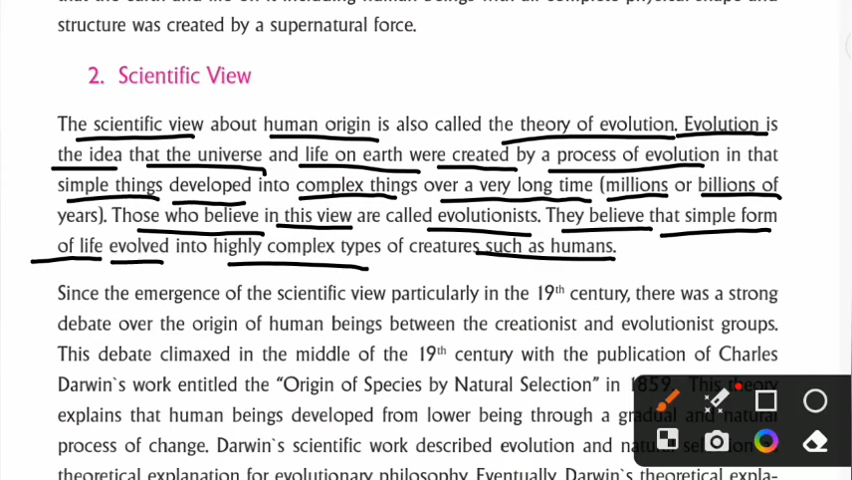 that the earth and life on it including human beings with all complete physical shape and
structure was created by a supernatural force.
2. Scientific View
The scientific view about human origin is also called the theory of evolution. Evolution is
the idea that the universe and life on earth were created by a process of evolution in that
simple things developed into complex things over a very long time (millions or billions of
years). Those who believe in this view are called evolutionists. They believe that simple form
of life evolved into highly complex types of creatures such as humans.
Since the emergence of the scientific view particularly in the 19th century, there was a strong
debate over the origin of human beings between the creationist and evolutionist groups.
This debate climaxed in the middle of the 19th century with the publication of Charles
Darwin`s work entitled the “Origin of Species by Natural Selection” in 1859. This theory
explains that human beings developed from lower being through a gradual and natural
process of change. Darwin`s scientific work described evolution and natural selection
theoretical explanation for evolutionary philosophy. Eventually, Darwin`s theoretical expla-